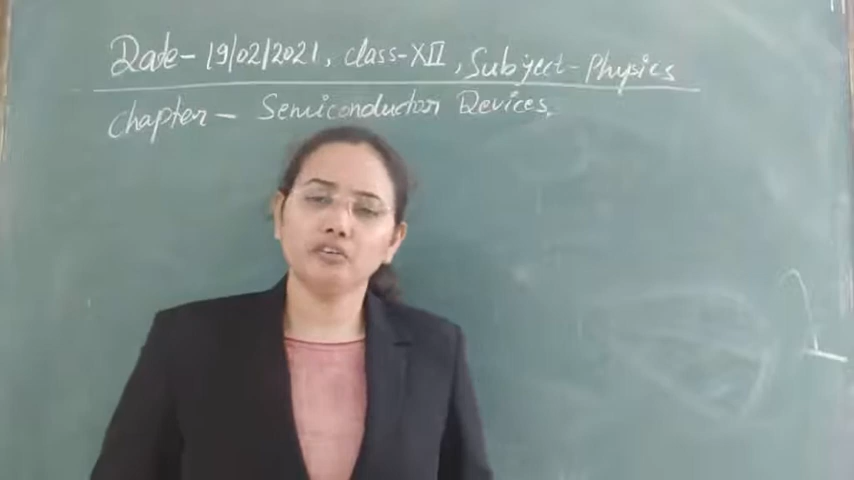 Date- 19/02/2021, class-XII, Subject-Physics
Chapter- Semiconductor Devices.